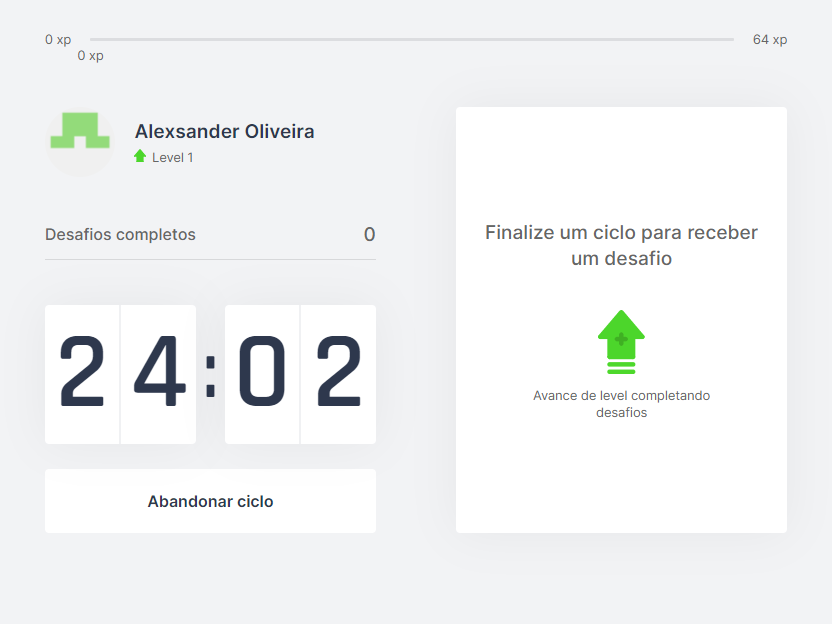 0 xp
64 xp
0 xp
Alexsander Oliveira
Level 1
Desafios completos
0
24:02
Abandonar ciclo
Finalize um ciclo para receber
um desafio
Avance de level completando
desafios